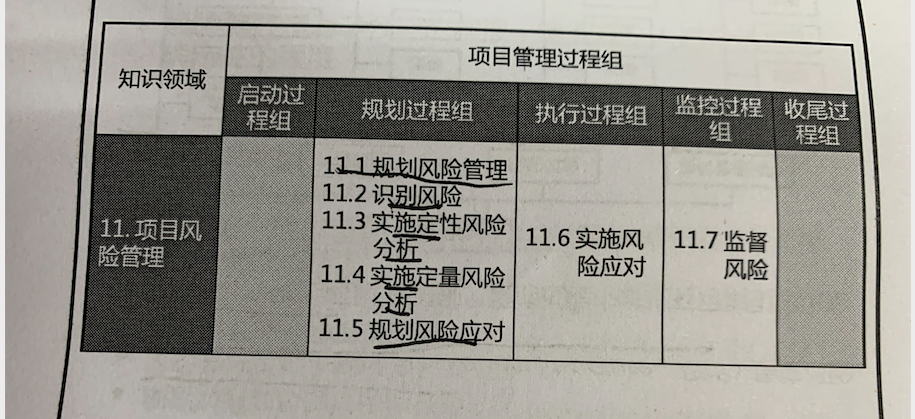 知识领域
项目管理过程组
启动过
程组
规划过程组
执行过程组
监控过程
组
收尾过
程组
11. 项目风
险管理
11.1 规划风险管理
11.2 识别风险
11.3 实施定性风险
分析
11.4 实施定量风险
分析
11.5 规划风险应对
11.6 实施风
险应对
11.7 监督
风险